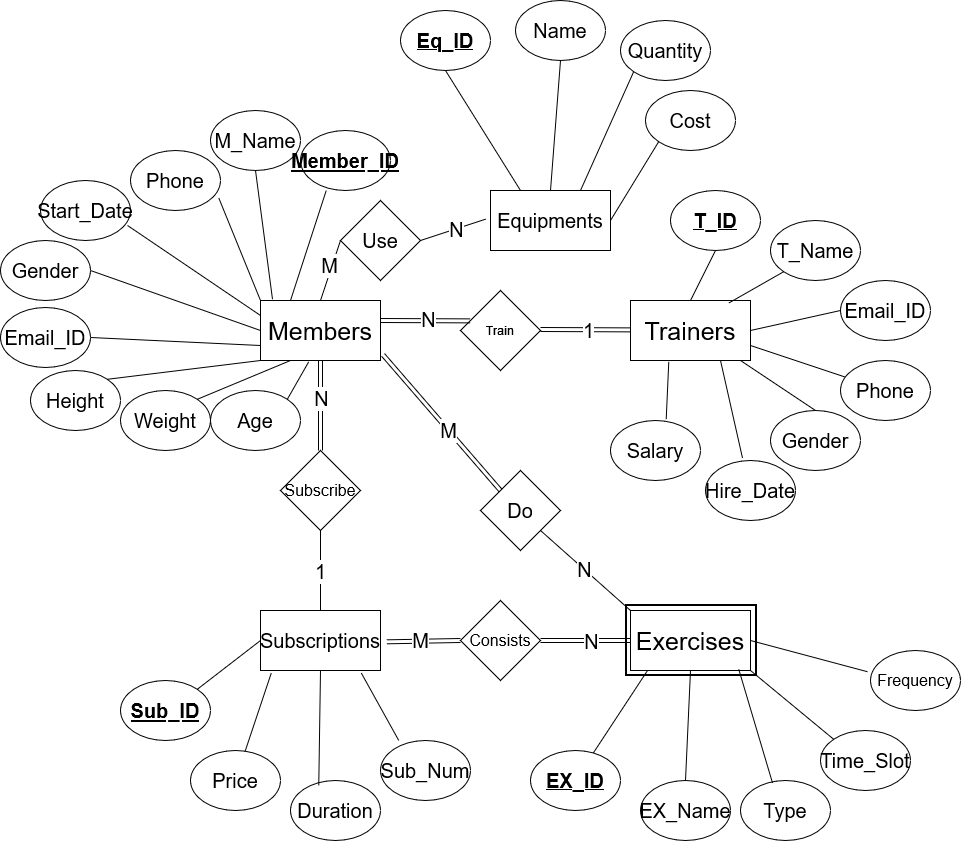 Eq_ID
Name
Quantity
Cost
M_Name
Member_ID
Phone
Start_Date
Gender
Email_ID
Height
Weight
Age
Use
M
N
Equipments
T_ID
T_Name
Email_ID
Phone
Gender
Hire_Date
Salary
Members
N
Train
1
Trainers
N
M
Subscribe
Do
1
N
Subscriptions
M
Consists
N
Exercises
Frequency
Sub_ID
Price
Duration
Sub_Num
EX_ID
EX_Name
Type
Time_Slot